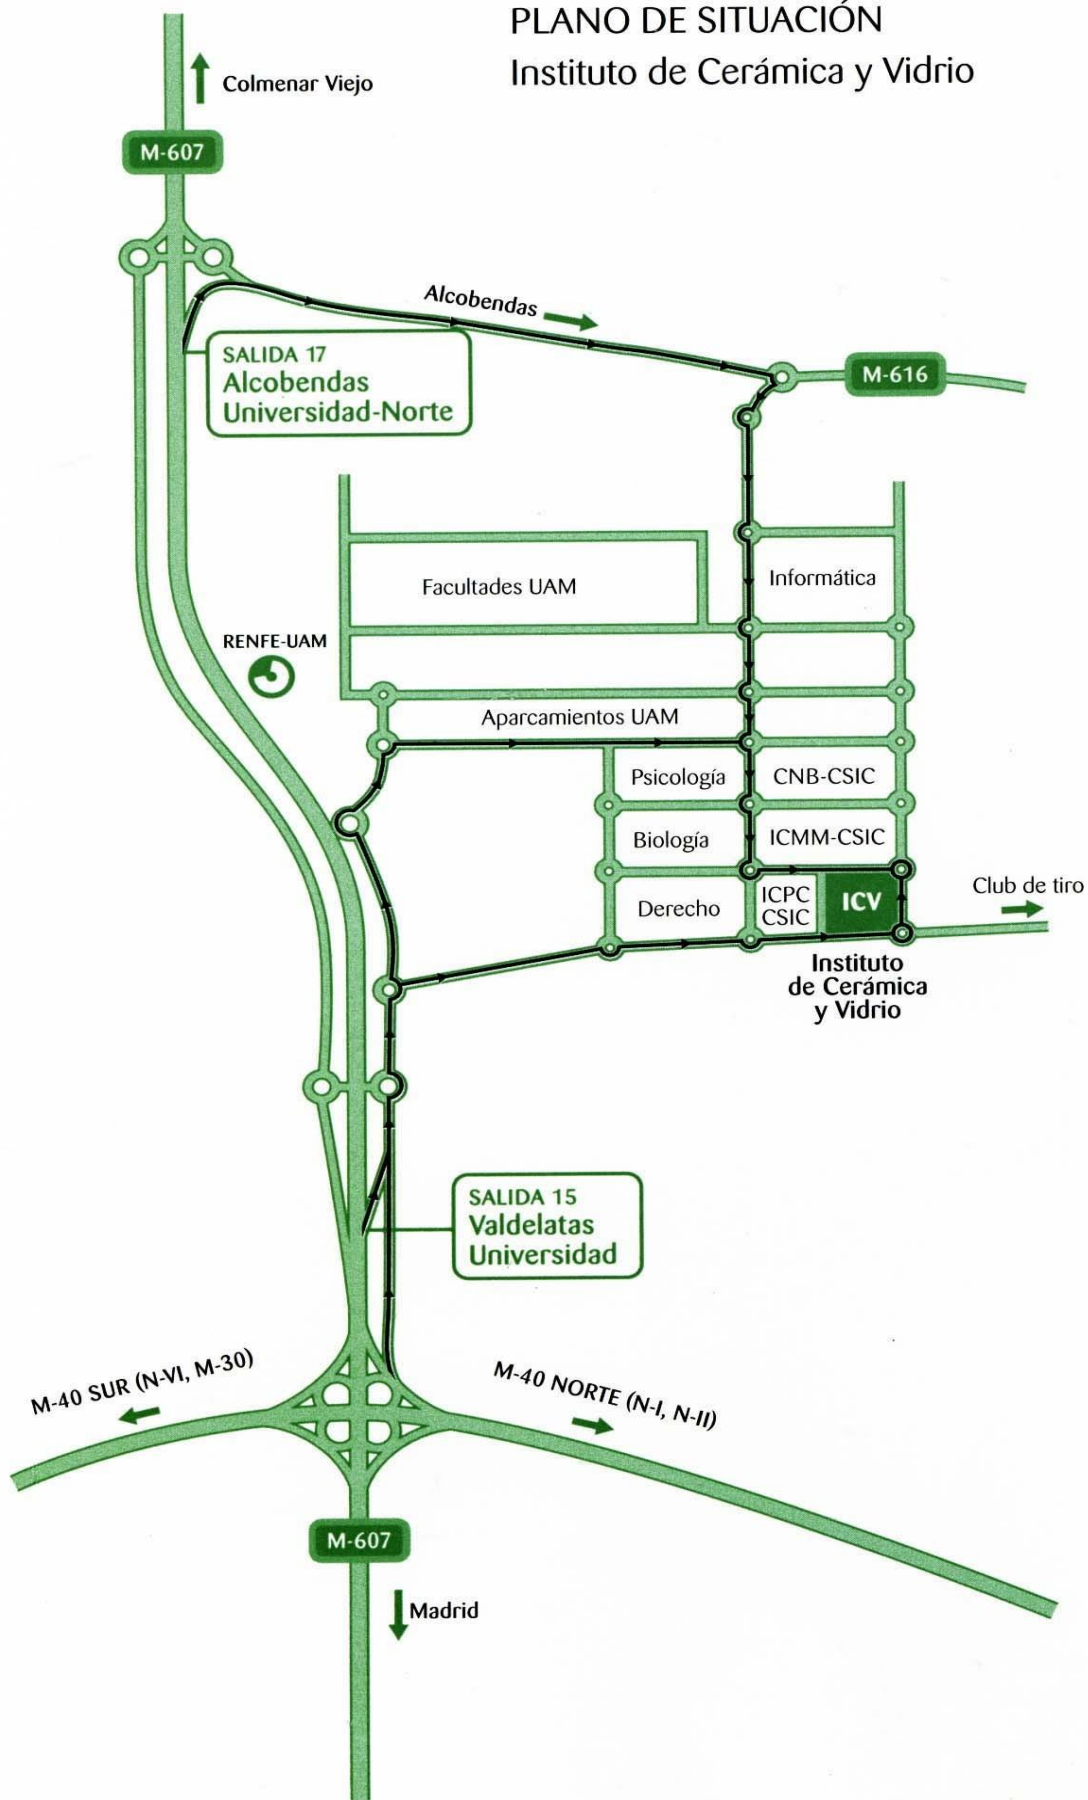 PLANO DE SITUACIÓN
Instituto de Cerámica y Vidrio
Colmenar Viejo
M-607
Alcobendas
SALIDA 17
Alcobendas
Universidad-Norte
M-616
Facultades UAM
Informática
RENFE-UAM
Aparcamientos UAM
Psicología
CNB-CSIC
Biología
ICMM-CSIC
Derecho
ICPC
CSIC
ICV
Club de tiro
Instituto
de Cerámica
y Vidrio
SALIDA 15
Valdelatas
Universidad
M-40 SUR (N-VI, M-30)
M-40 NORTE (N-I, N-II)
M-607
Madrid